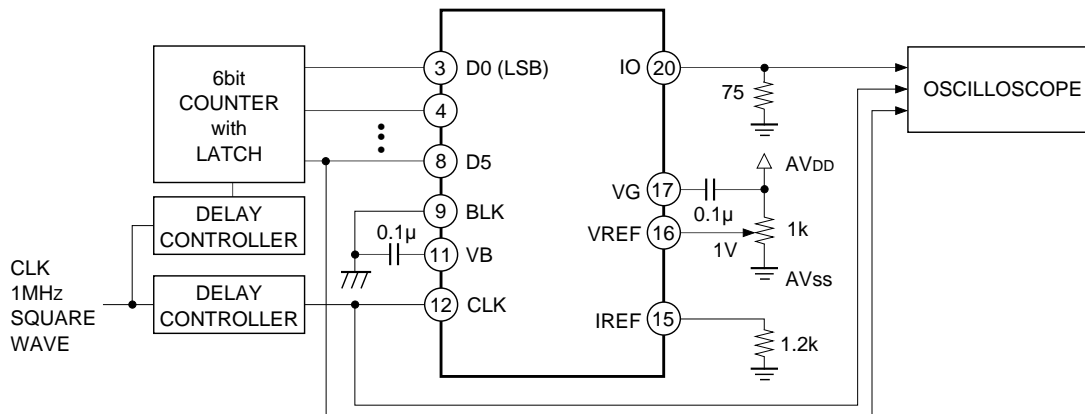 6bit
COUNTER
with
LATCH
DELAY
CONTROLLER
CLK
1MHz
SQUARE
WAVE
DELAY
CONTROLLER
3 D0 (LSB)
4
8 D5
9 BLK
0.1µ
11 VB
12 CLK
IO 20
75
OSCILLOSCOPE
AVDD
VG 17
0.1µ
VREF 16
1V
1k
AVSS
IREF 15
1.2k